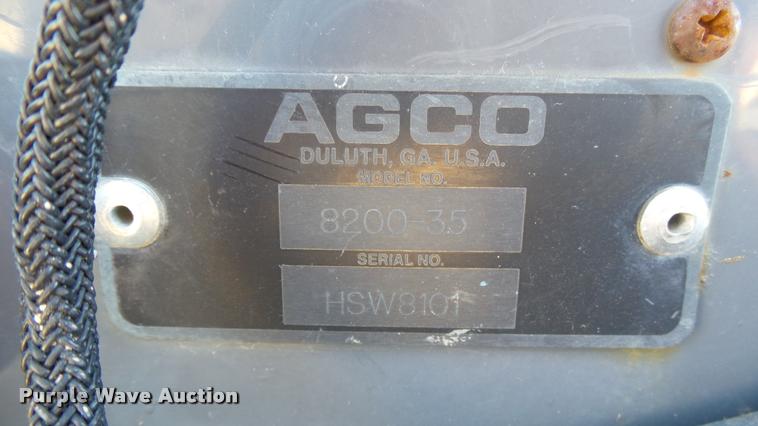 AGCO
DULUTH, GA. U.S.A.
MODEL NO.
8200-35
SERIAL NO.
HSW8101
Purple Wave Auction